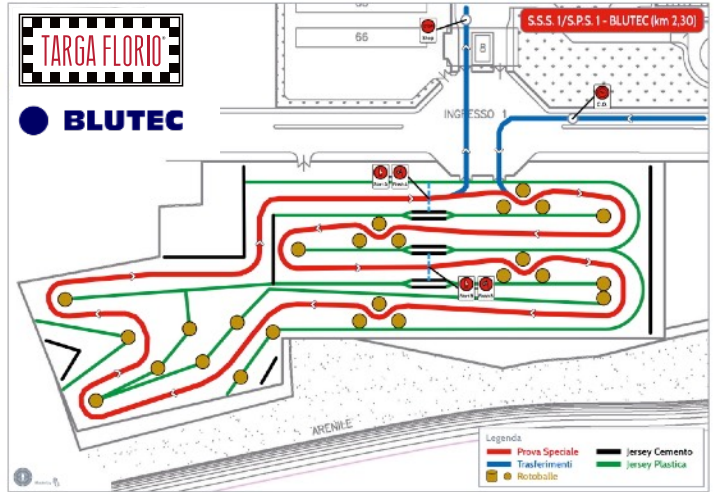 TARGA FLORIO®
BLUTEC
S.S.S. 1/S.P.S. 1 - BLUTEC (km 2,30)
66
8
Stop
INGRESSO 1
C.O
ARENILE
Legenda
Prova Speciale
Trasferimenti
Rotoballe
Jersey Cemento
Jersey Plastica